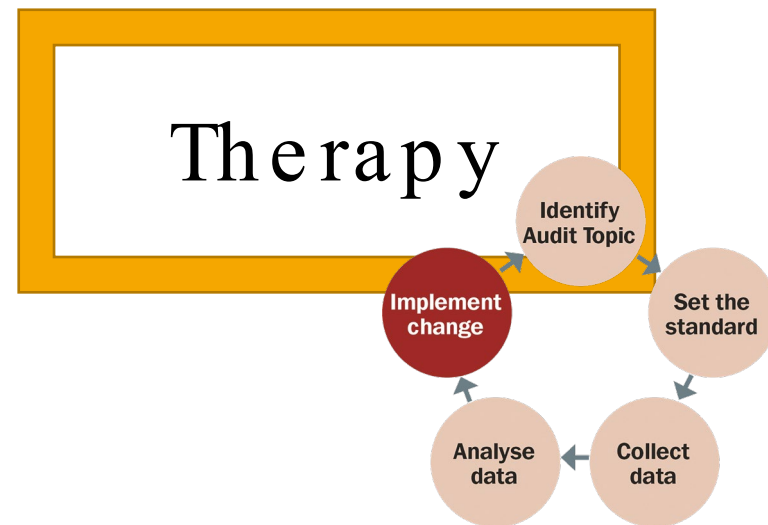 Therapy
Identify
Audit Topic
Set the
standard
Collect
data
Analyse
data
Implement
change